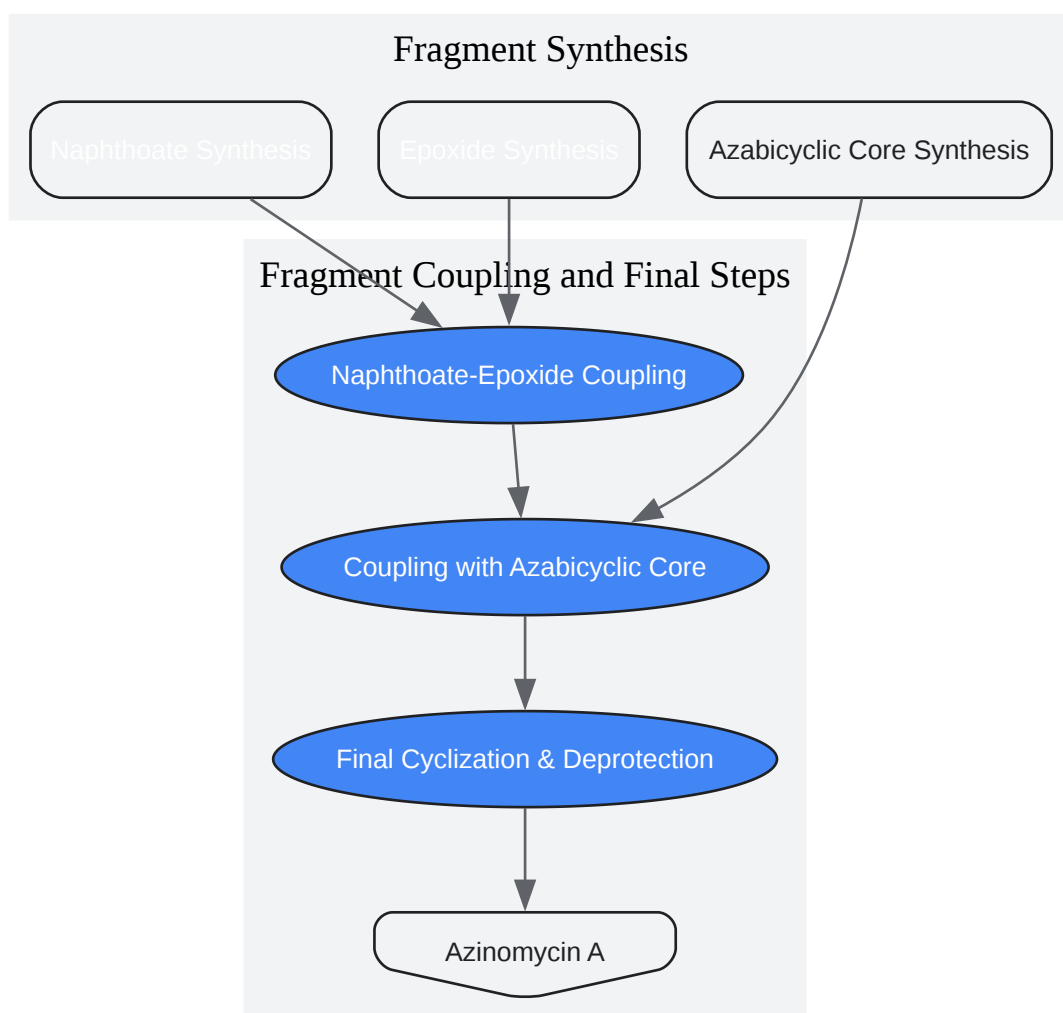 Fragment Synthesis
Naphthoate Synthesis
Epoxide Synthesis
Azabicyclic Core Synthesis
Fragment Coupling and Final Steps
Naphthoate-Epoxide Coupling
Coupling with Azabicyclic Core
Final Cyclization & Deprotection
Azinomycin A